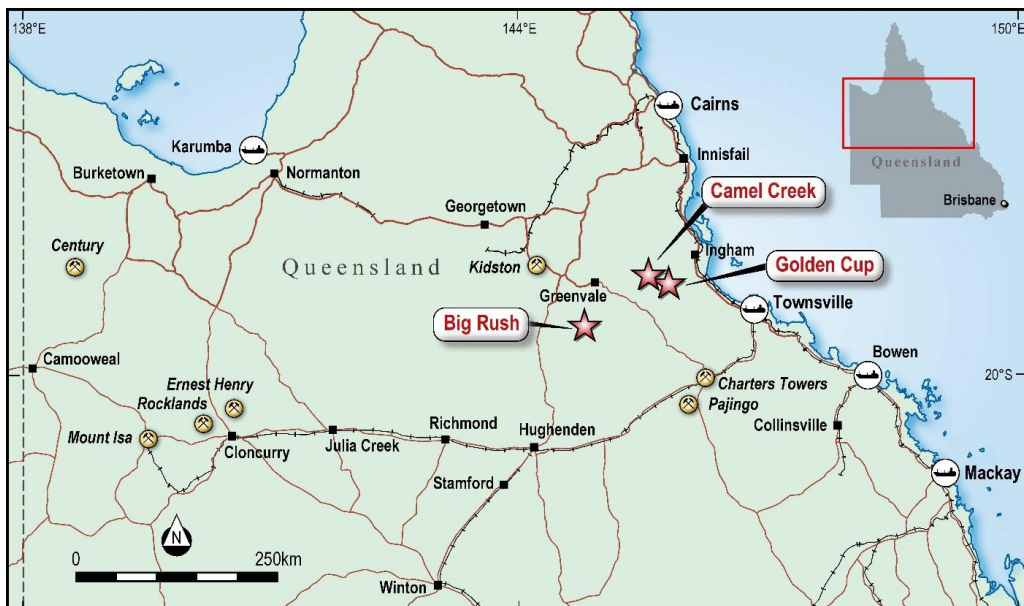 138°E
144°E
150°E
Cairns
Karumba
Innisfail
Burketown
Normanton
Camel Creek
Queensland
Brisbane
Georgetown
Century
Queensland
Kidston
Ingham
Golden Cup
Greenvale
Townsville
Big Rush
Camooweal
Bowen
20°S
Ernest Henry
Rocklands
Charters Towers
Pajingo
Mount Isa
Cloncurry
Julia Creek
Richmond
Hughenden
Collinsville
Stamford
Mackay
N
0
250km
Winton